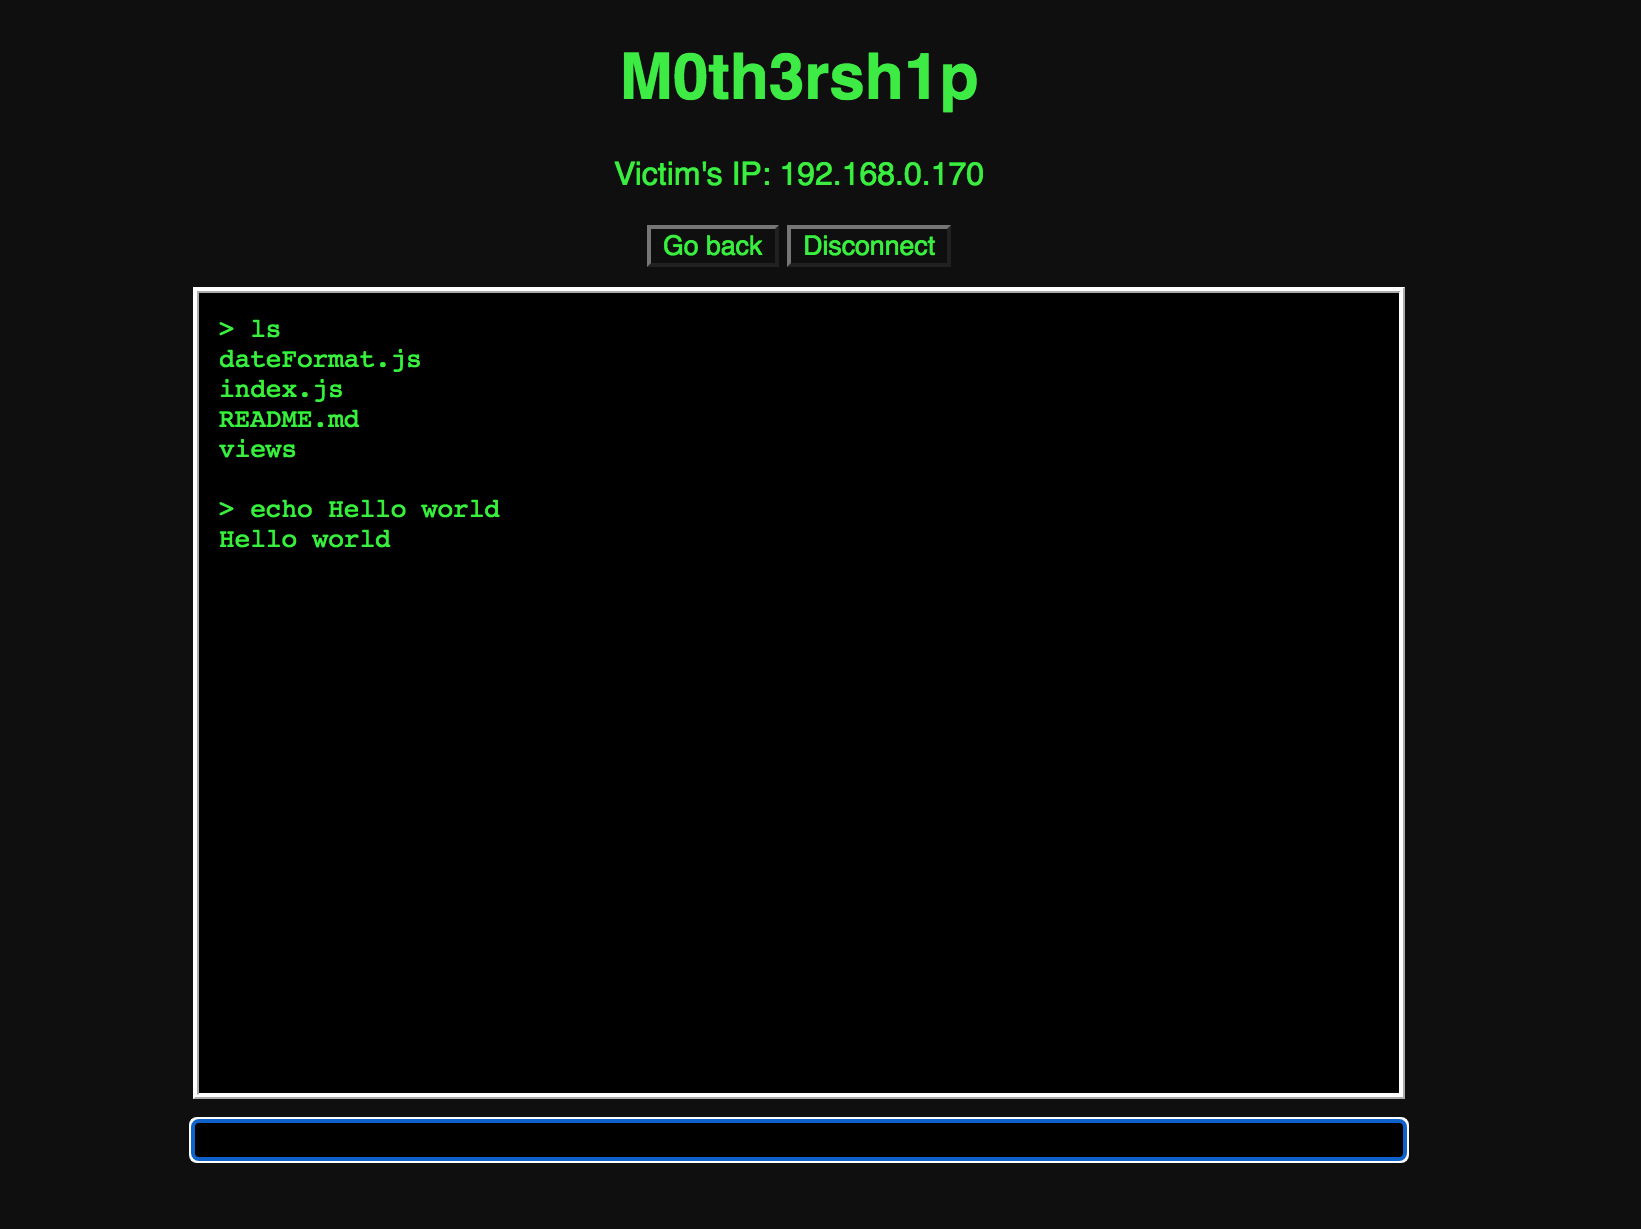 M0th3rsh1p
Victim's IP: 192.168.0.170
Go back Disconnect
> ls
dateFormat.js
index.js
README.md
views
> echo Hello world
Hello world